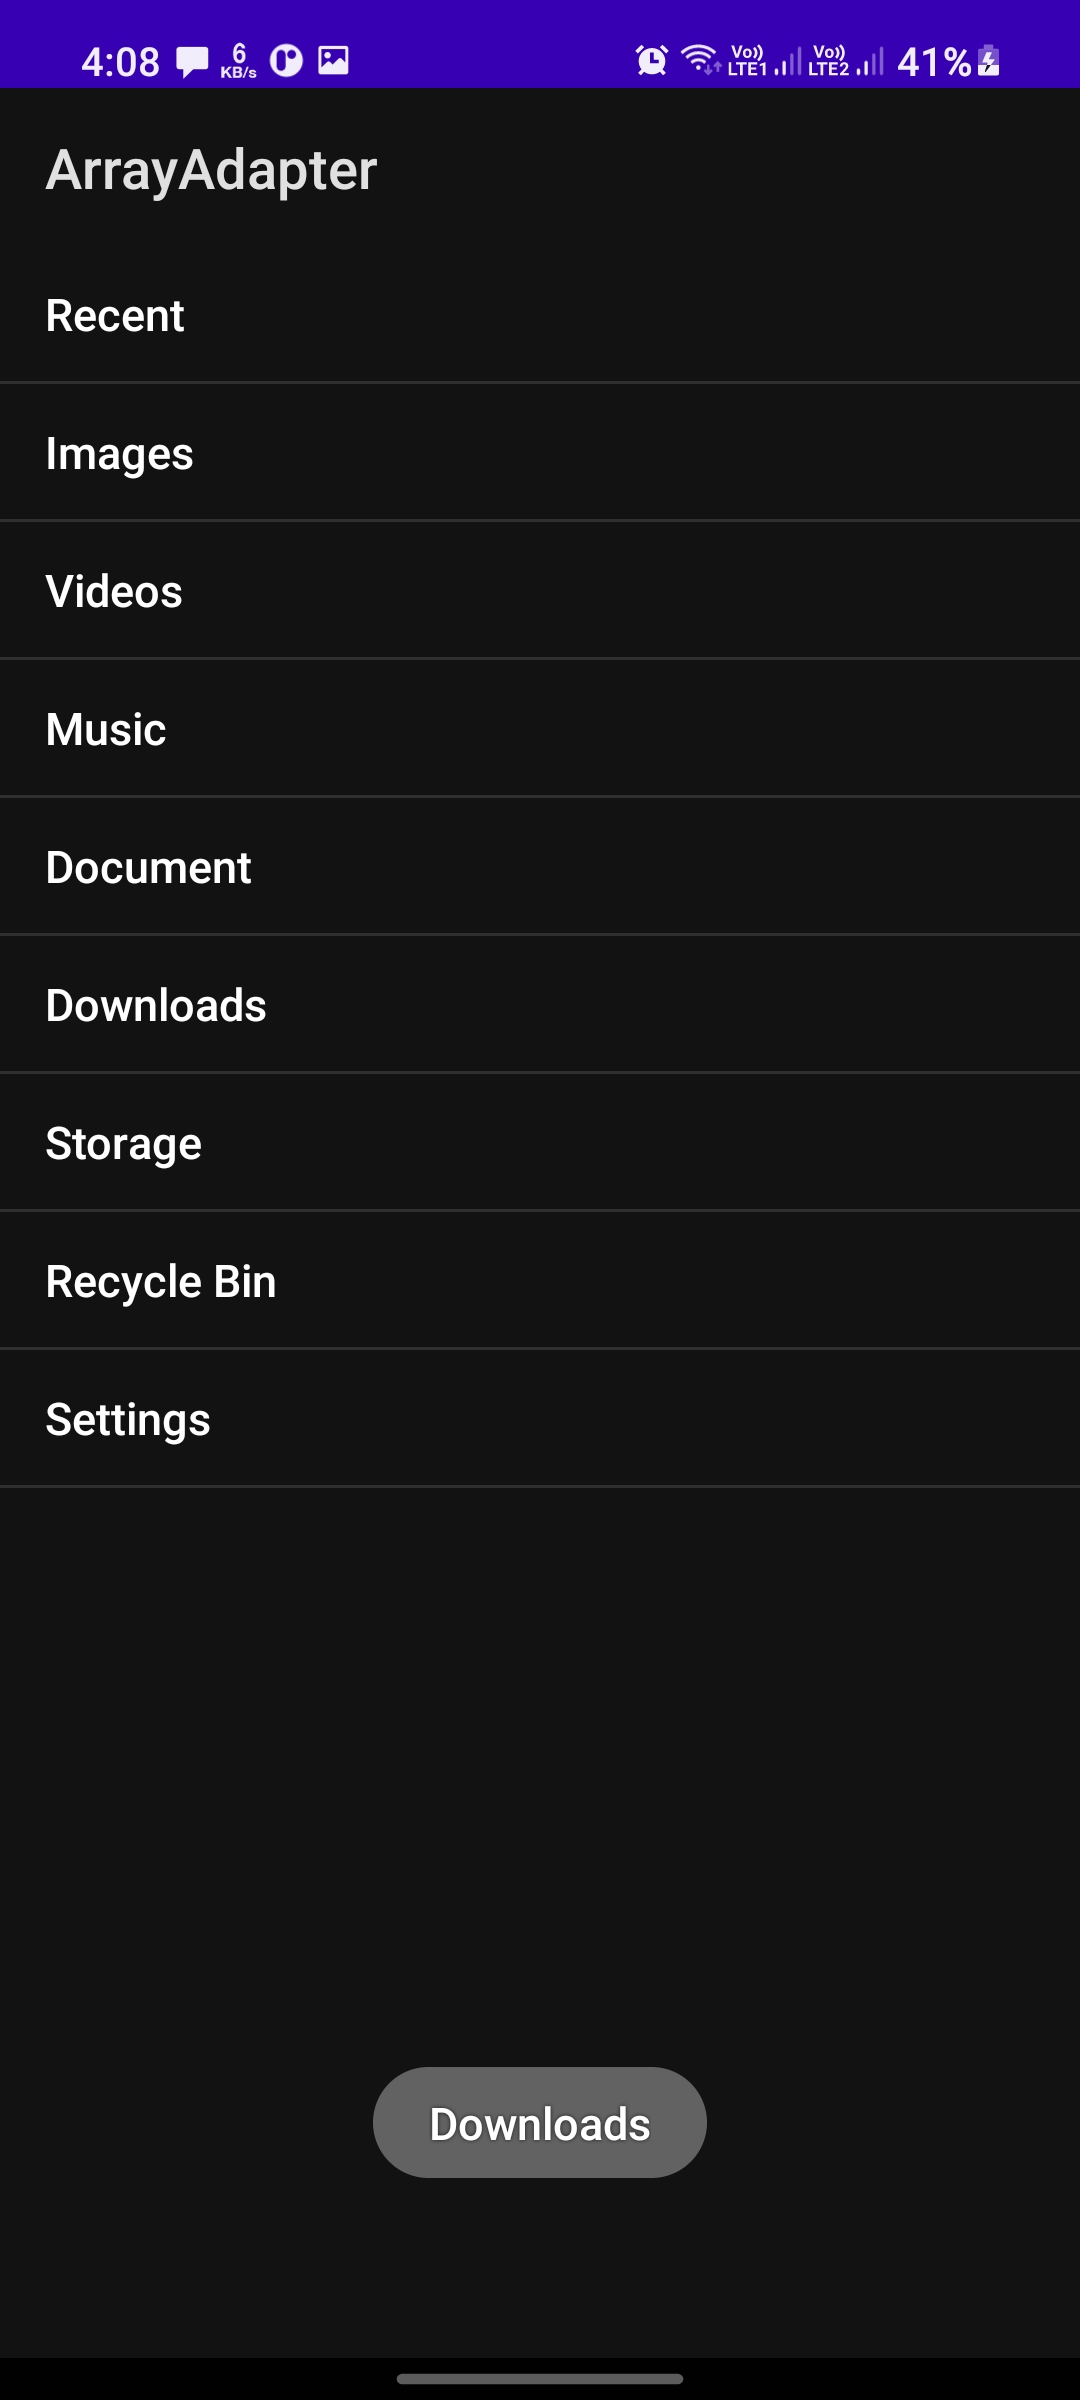 4:08 6 KB/s Vo)) LTE1 Vo)) LTE2 41%
ArrayAdapter
Recent
Images
Videos
Music
Document
Downloads
Storage
Recycle Bin
Settings
Downloads